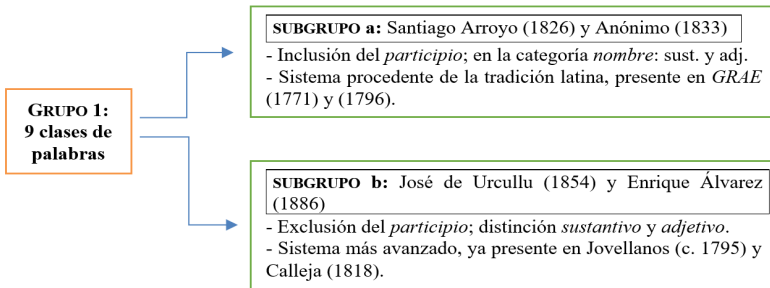 GRUPO 1:
9 clases de
palabras
SUBGRUPO a: Santiago Arroyo (1826) y Anónimo (1833)
- Inclusión del participio; en la categoría nombre: sust. y adj.
- Sistema procedente de la tradición latina, presente en GRAE
(1771) y (1796).
SUBGRUPO b: José de Urcullu (1854) y Enrique Álvarez
(1886)
- Exclusión del participio; distinción sustantivo y adjetivo.
- Sistema más avanzado, ya presente en Jovellanos (c. 1795) y
Calleja (1818).